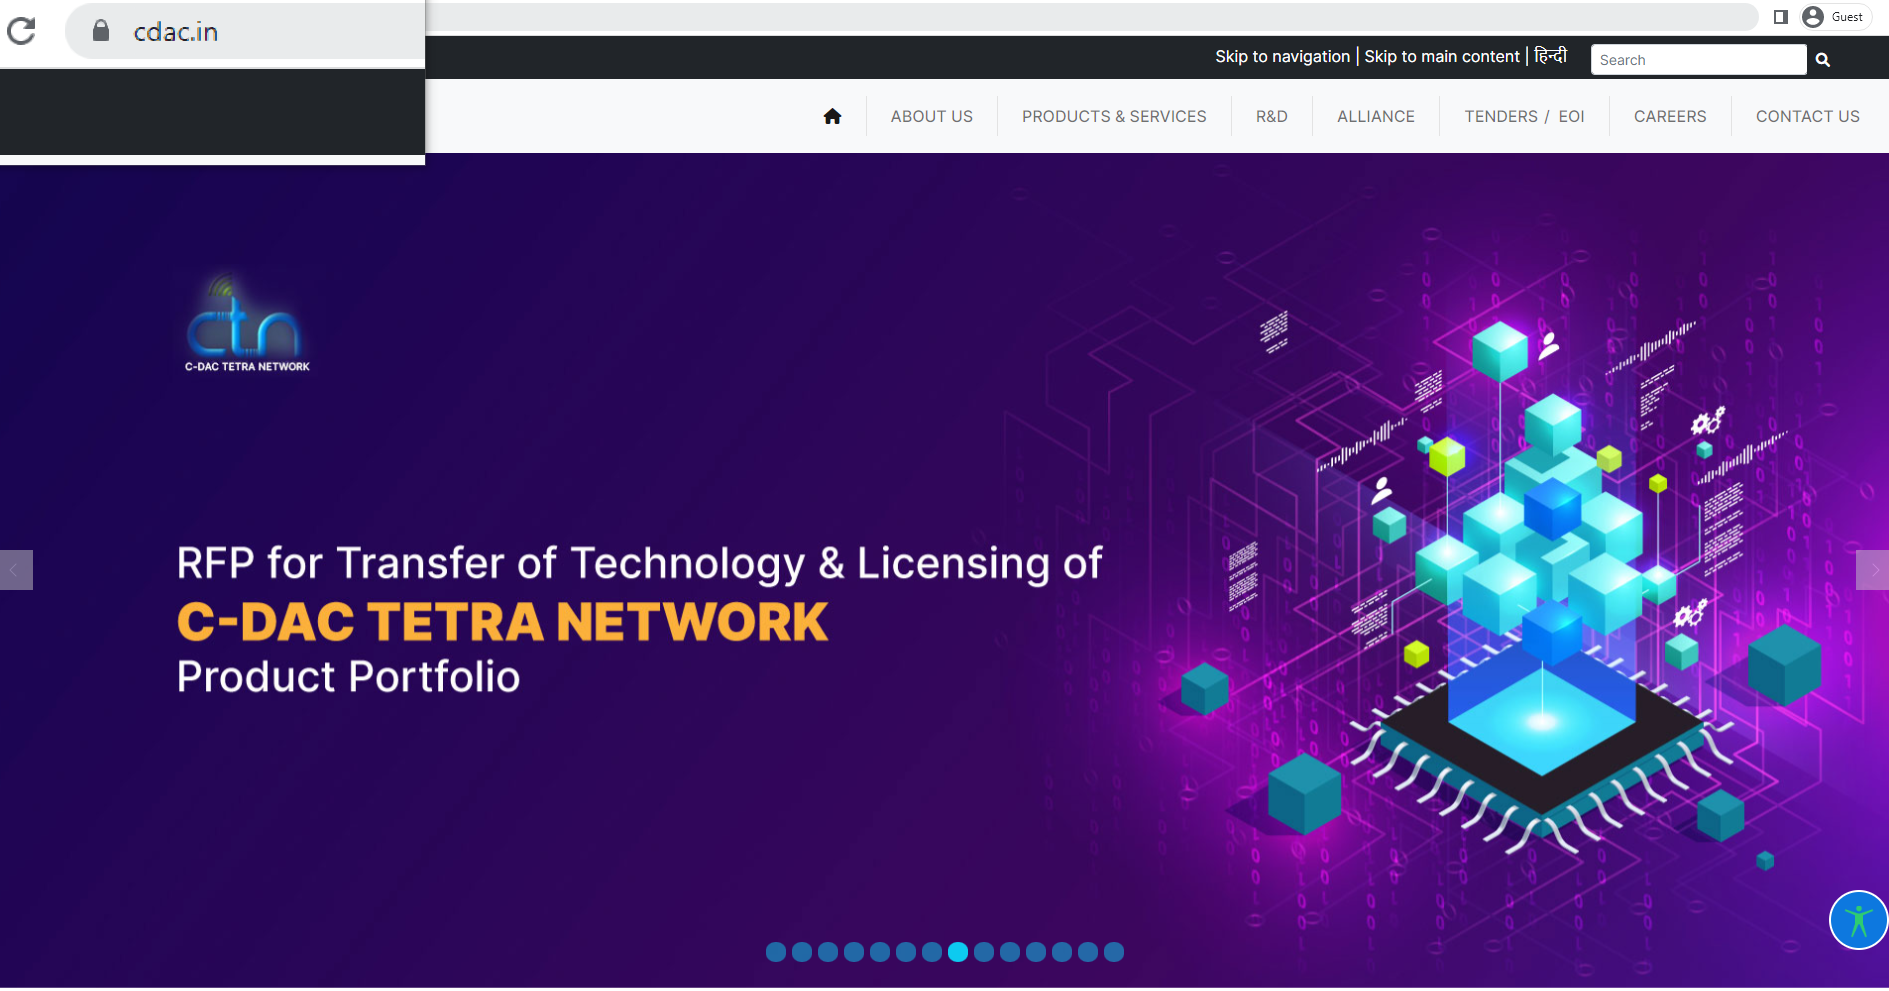 cdac.in
Guest
Skip to navigation | Skip to main content | हिन्दी
Search
ABOUT US
PRODUCTS & SERVICES
R&D
ALLIANCE
TENDERS / EOI
CAREERS
CONTACT US
ctn
C-DAC TETRA NETWORK
RFP for Transfer of Technology & Licensing of
C-DAC TETRA NETWORK
Product Portfolio